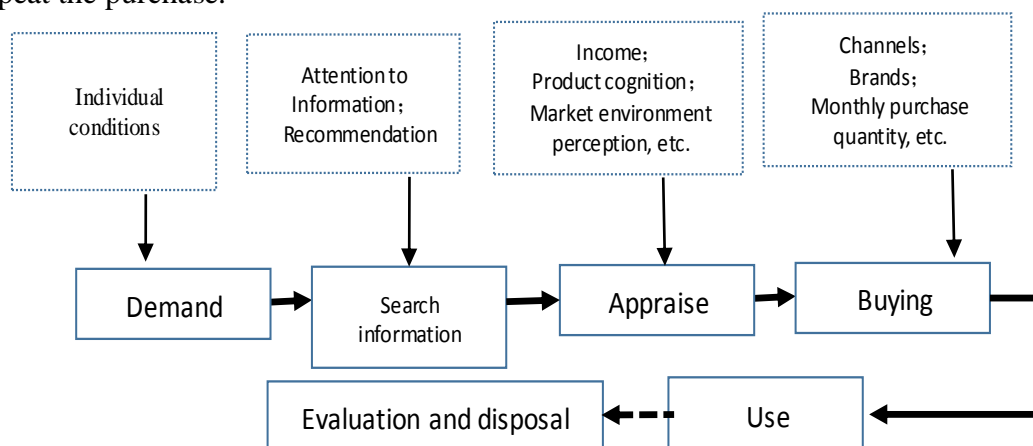 peat the purchase.
Individual
conditions
Attention to
Information；
Recommendation
Income；
Product cognition；
Market environment
perception, etc.
Channels；
Brands；
Monthly purchase
quantity, etc.
Demand
Search
information
Appraise
Buying
Evaluation and disposal
Use